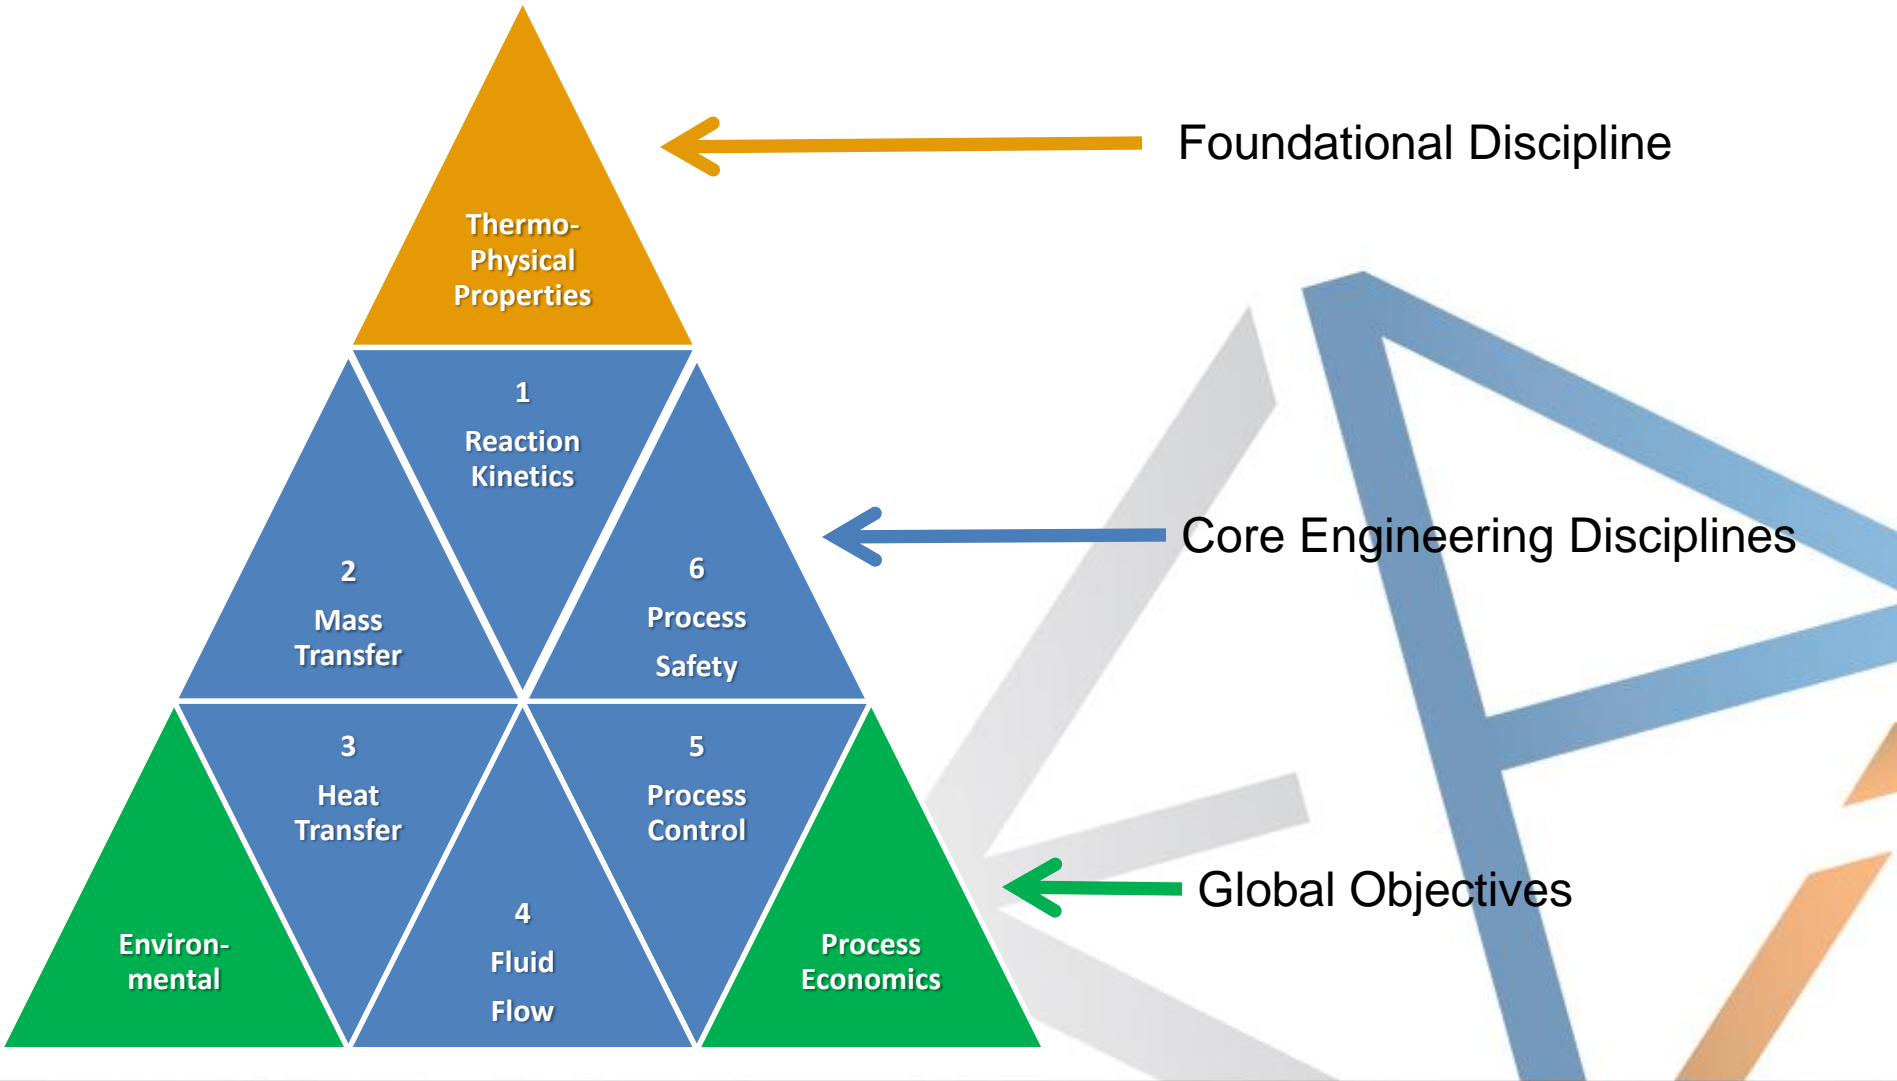 Thermo-
Physical
Properties
Foundational Discipline
1
Reaction
Kinetics
2
Mass
Transfer
6
Process
Safety
Core Engineering Disciplines
3
Heat
Transfer
5
Process
Control
Environ-
mental
4
Fluid
Flow
Process
Economics
Global Objectives